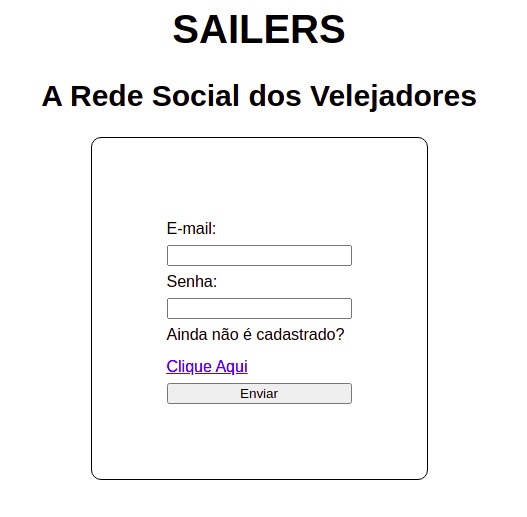 SAILERS
A Rede Social dos Velejadores
E-mail:
Senha:
Ainda não é cadastrado?
Clique Aqui
Enviar